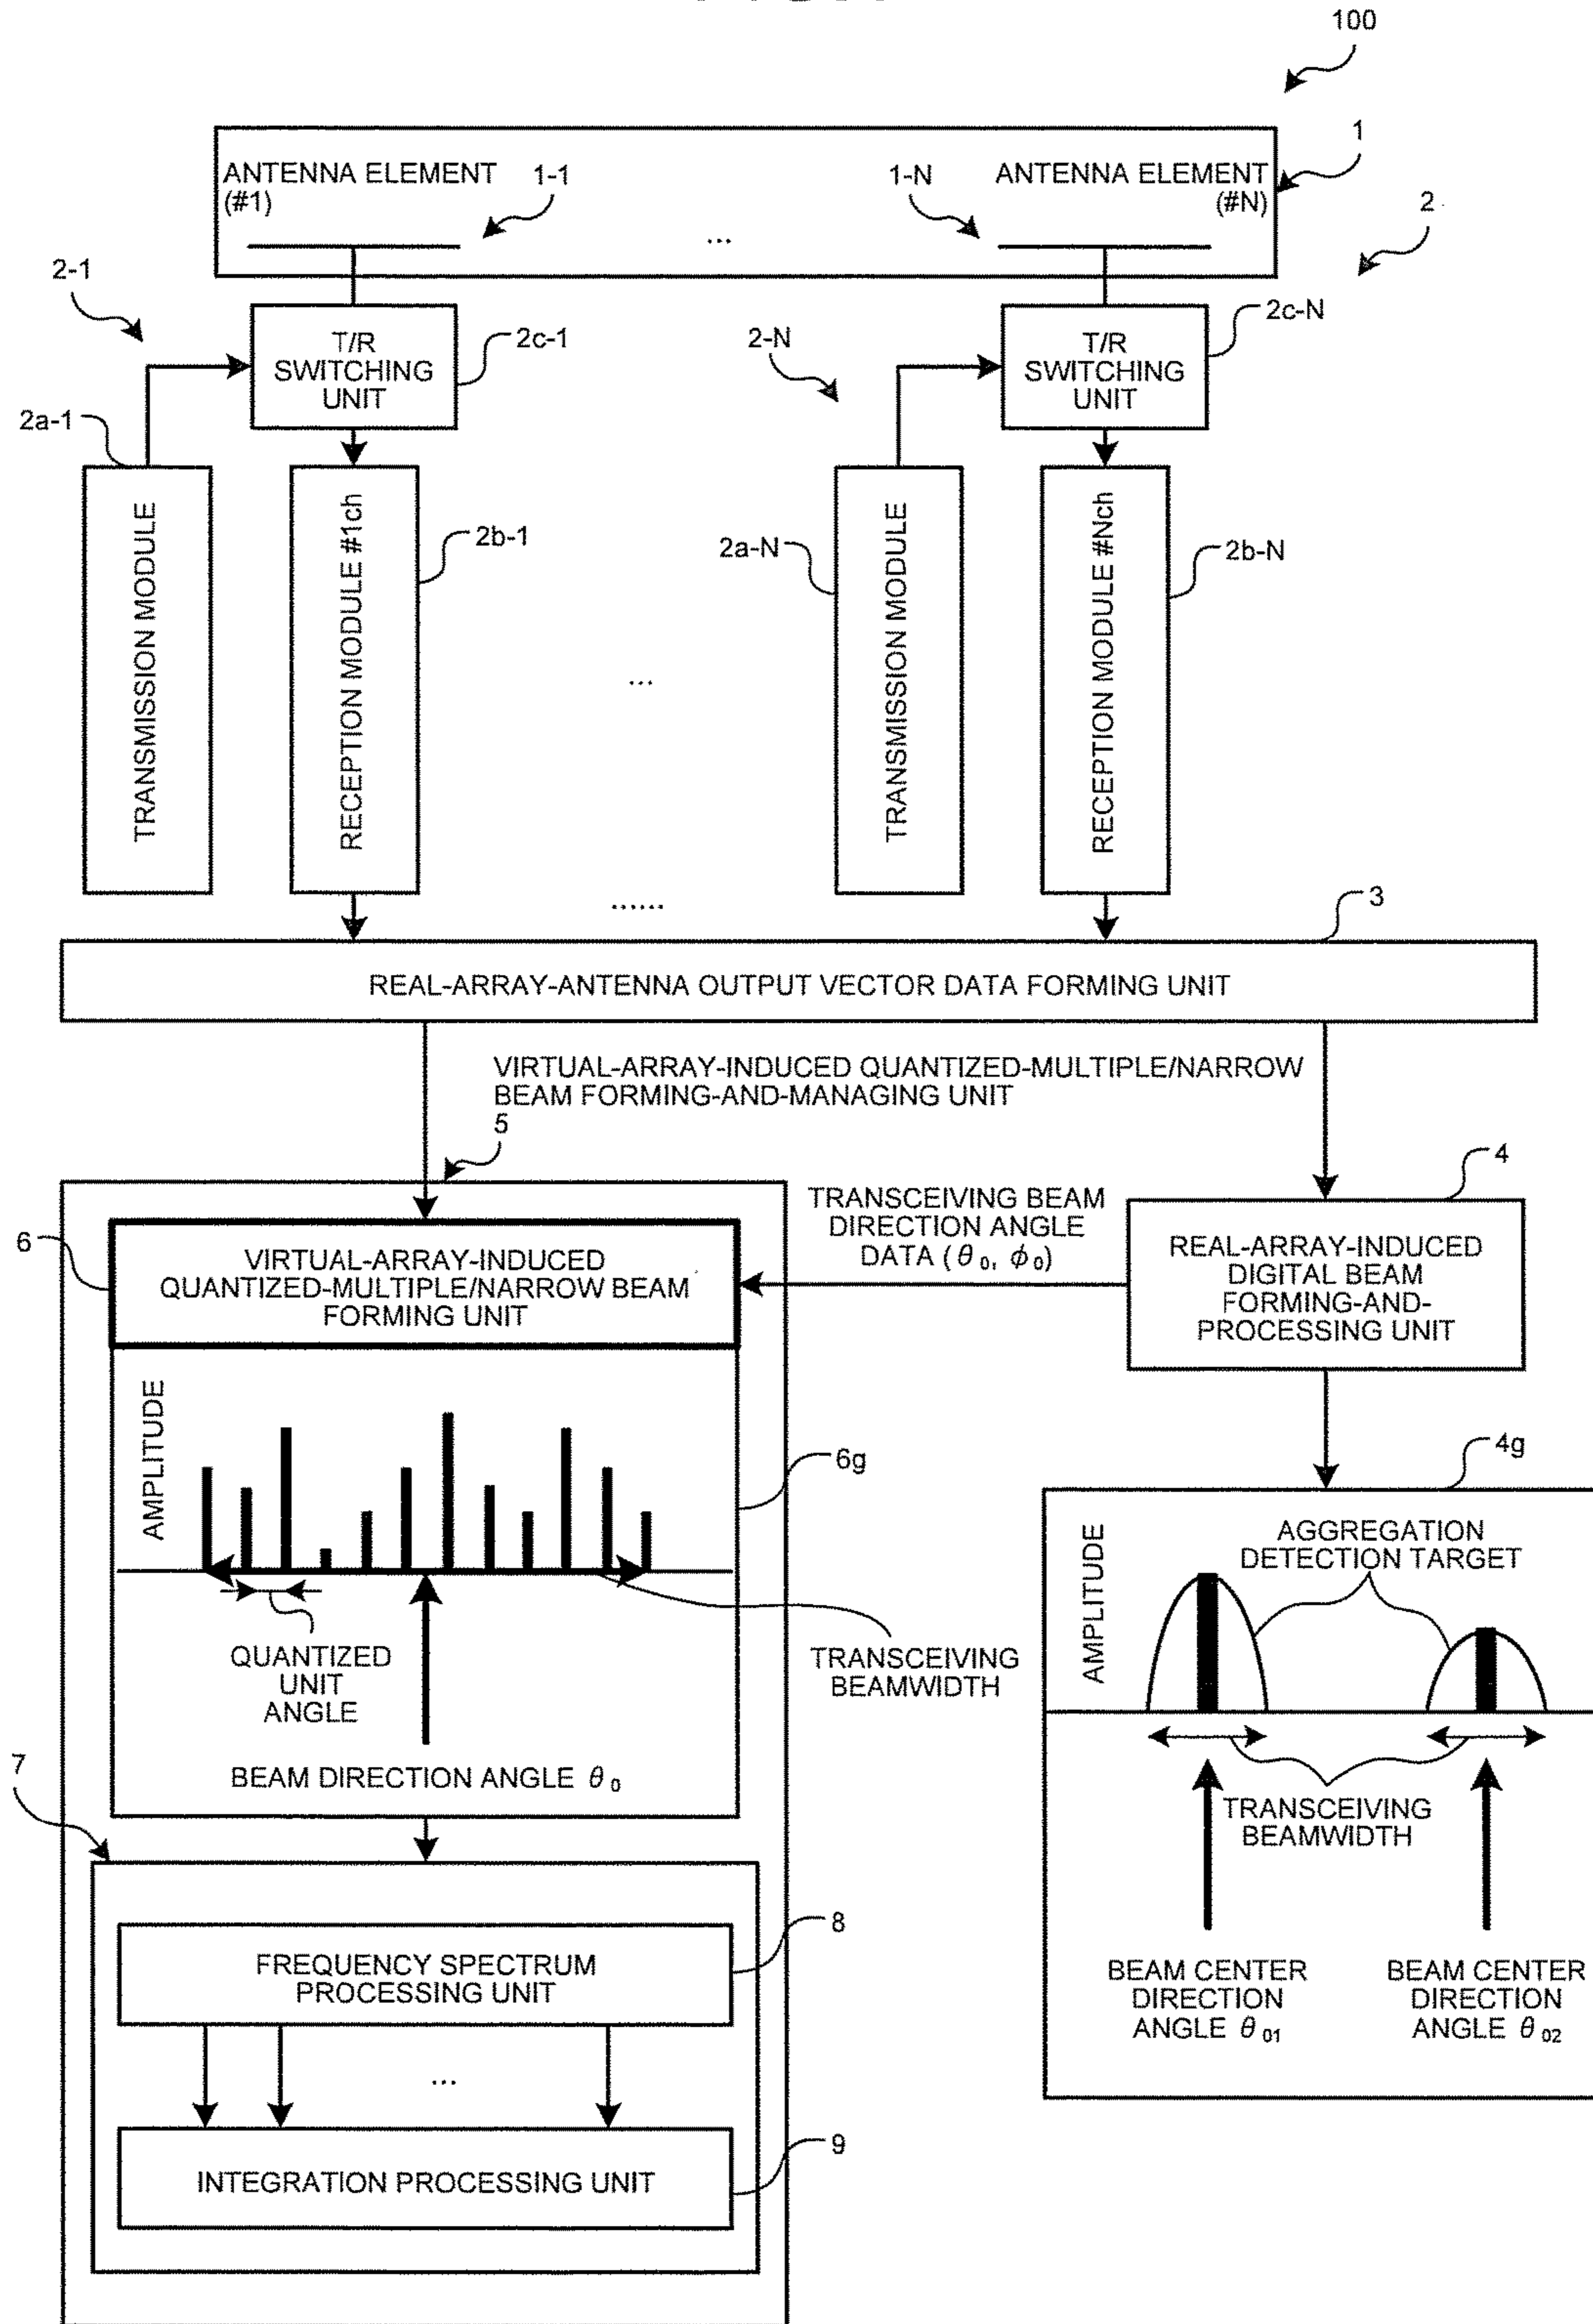 100
1
ANTENNA ELEMENT
(#1)
1-1
1-N
ANTENNA ELEMENT
(#N)
...
2
2-1
T/R
SWITCHING
UNIT
2c-1
2-N
T/R
SWITCHING
UNIT
2c-N
2a-1
TRANSMISSION MODULE
RECEPTION MODULE #1ch
2b-1
...
2a-N
TRANSMISSION MODULE
RECEPTION MODULE #Nch
2b-N
......
3
REAL-ARRAY-ANTENNA OUTPUT VECTOR DATA FORMING UNIT
VIRTUAL-ARRAY-INDUCED QUANTIZED-MULTIPLE/NARROW
BEAM FORMING-AND-MANAGING UNIT
5
4
6
VIRTUAL-ARRAY-INDUCED
QUANTIZED-MULTIPLE/NARROW BEAM
FORMING UNIT
TRANSCEIVING BEAM
DIRECTION ANGLE
DATA (θ0, ϕ0)
REAL-ARRAY-INDUCED
DIGITAL BEAM
FORMING-AND-
PROCESSING UNIT
AMPLITUDE
6g
QUANTIZED
UNIT
ANGLE
TRANSCEIVING
BEAMWIDTH
BEAM DIRECTION ANGLE θ0
4g
AMPLITUDE
AGGREGATION
DETECTION TARGET
TRANSCEIVING
BEAMWIDTH
BEAM CENTER
DIRECTION
ANGLE θ01
BEAM CENTER
DIRECTION
ANGLE θ02
7
8
FREQUENCY SPECTRUM
PROCESSING UNIT
...
9
INTEGRATION PROCESSING UNIT